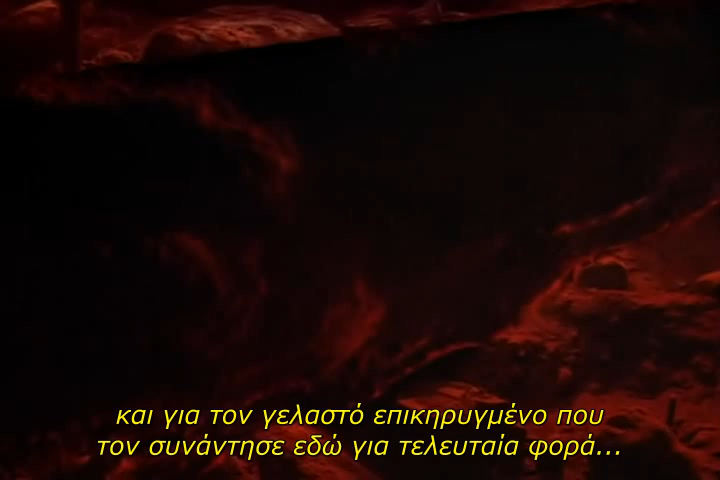 και για τον γελαστό επικηρυγμένο που
τον συνάντησε εδώ για τελευταία φορά...